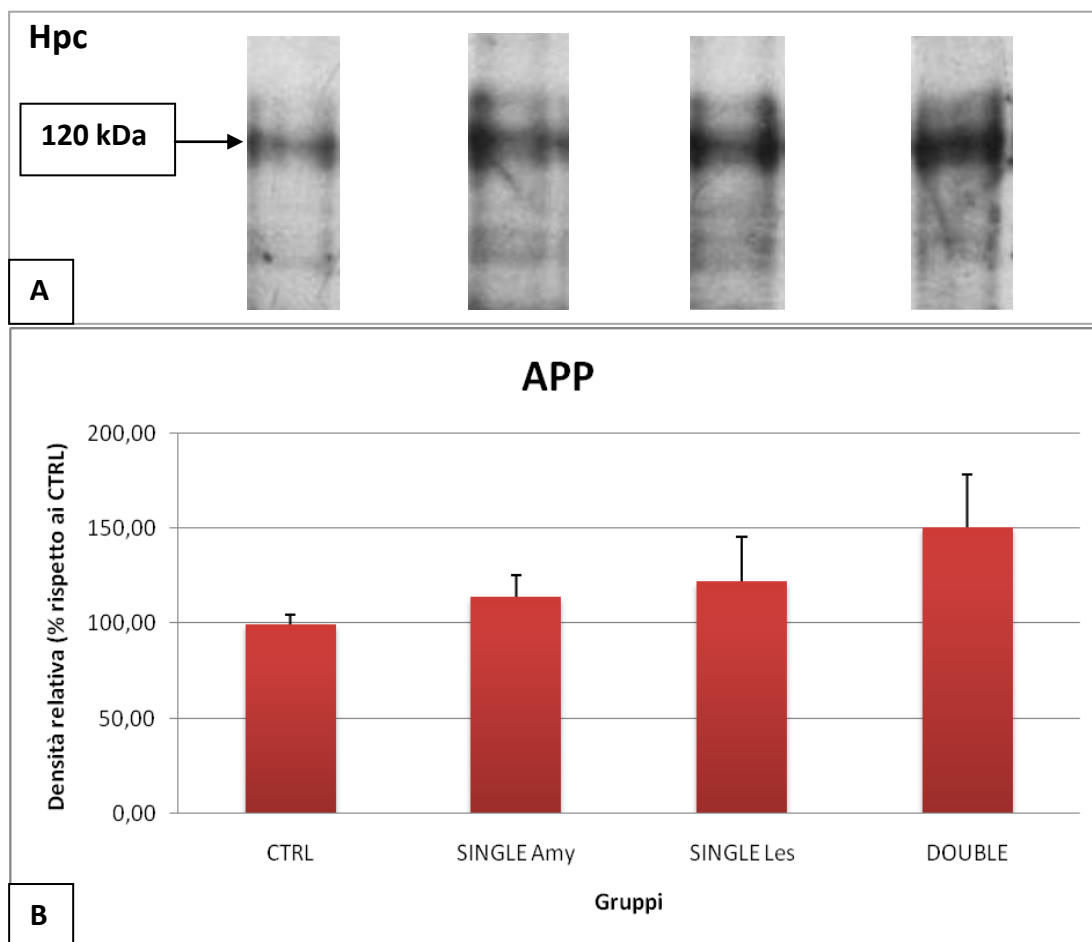 Hpc
120 kDa
A
APP
Densità relativa (% rispetto ai CTRL)
200,00
150,00
100,00
50,00
0,00
CTRL SINGLE Amy SINGLE Les DOUBLE
Gruppi
B